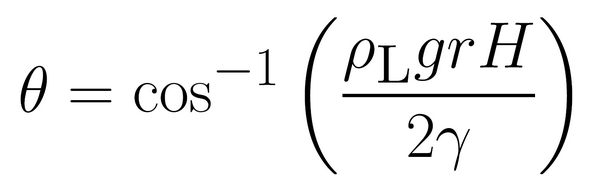 θ = cos⁻¹ (ρ_L g r H / 2γ)